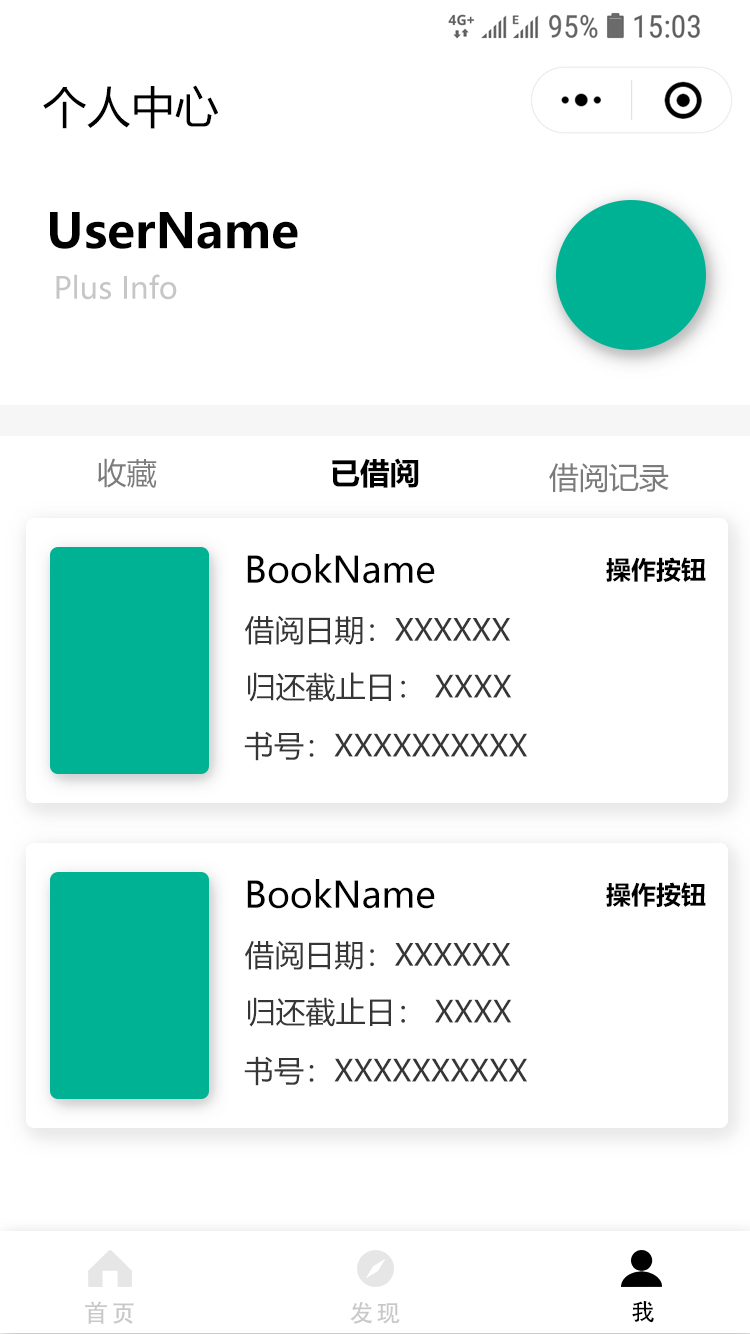 4G+ E 95% 15:03
个人中心
UserName
Plus Info
收藏 已借阅 借阅记录
BookName 操作按钮
借阅日期：XXXXXX
归还截止日： XXXX
书号：XXXXXXXXXX
BookName 操作按钮
借阅日期：XXXXXX
归还截止日： XXXX
书号：XXXXXXXXXX
首页 发现 我